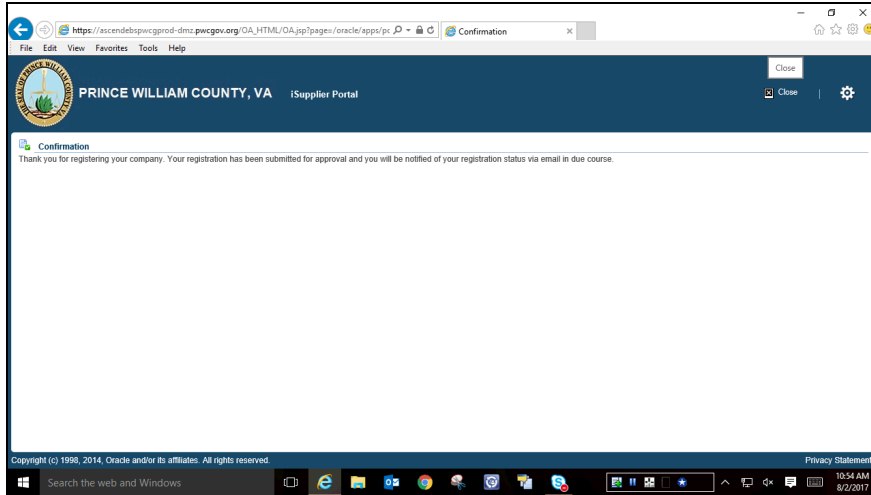 https://ascendebspwcgprod-dmz.pwcgov.org/OA_HTML/OA.jsp?page=/oracle/apps/pc
Confirmation
File Edit View Favorites Tools Help
Close
PRINCE WILLIAM COUNTY, VA iSupplier Portal
Close
Confirmation
Thank you for registering your company. Your registration has been submitted for approval and you will be notified of your registration status via email in due course.
Copyright (c) 1998, 2014, Oracle and/or its affiliates. All rights reserved.
Privacy Statement
Search the web and Windows
10:54 AM
8/2/2017